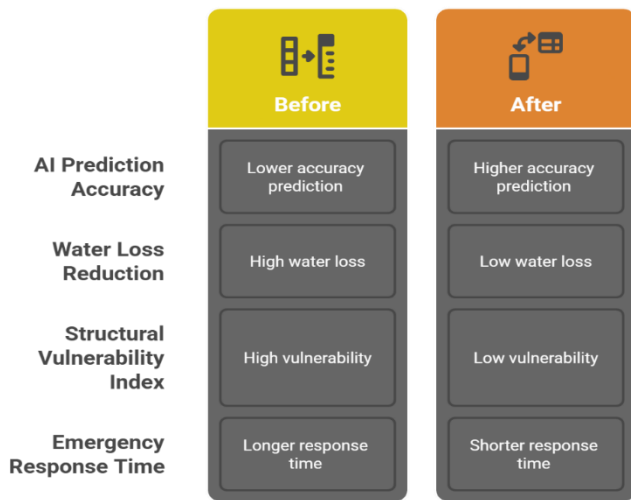 Before
After
AI Prediction
Accuracy
Lower accuracy
prediction
Higher accuracy
prediction
Water Loss
Reduction
High water loss
Low water loss
Structural
Vulnerability
Index
High vulnerability
Low vulnerability
Emergency
Response Time
Longer response
time
Shorter response
time